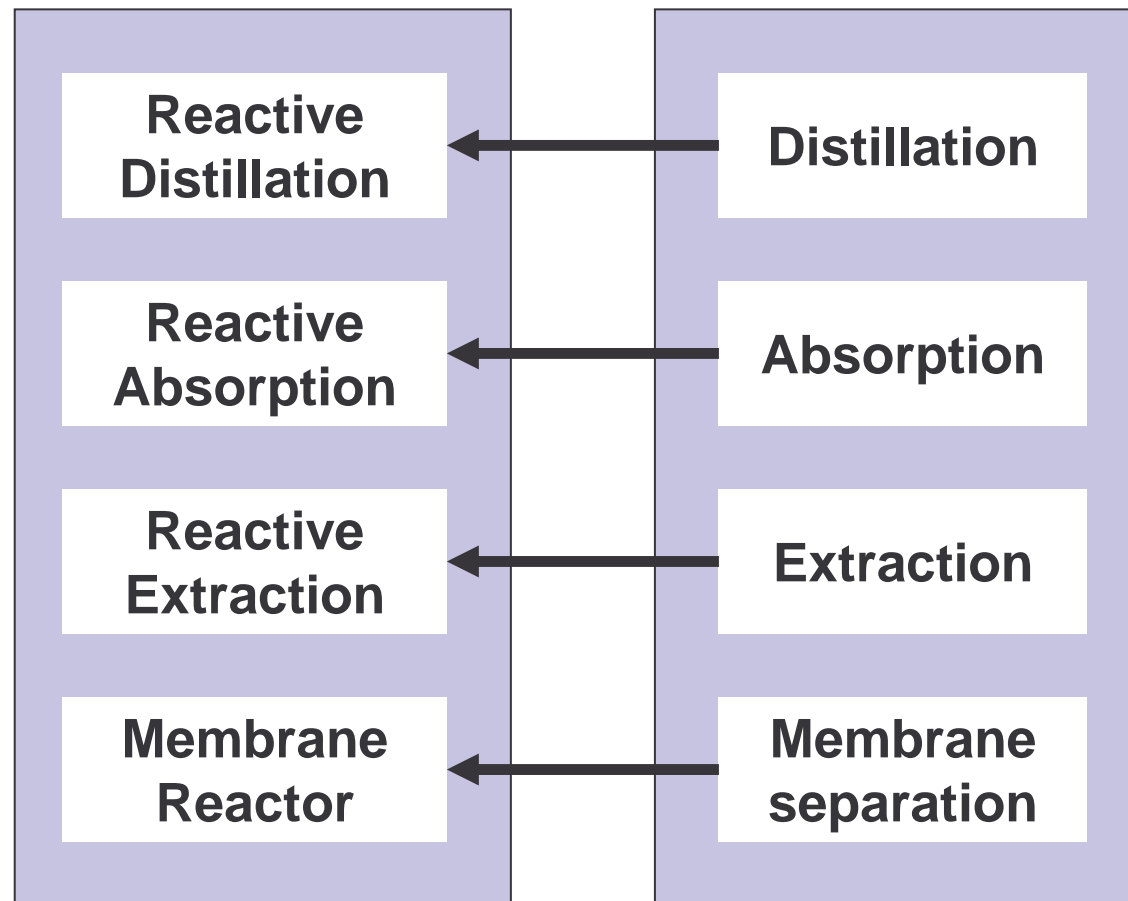 Reactive
Distillation
Distillation
Reactive
Absorption
Absorption
Reactive
Extraction
Extraction
Membrane
Reactor
Membrane
separation